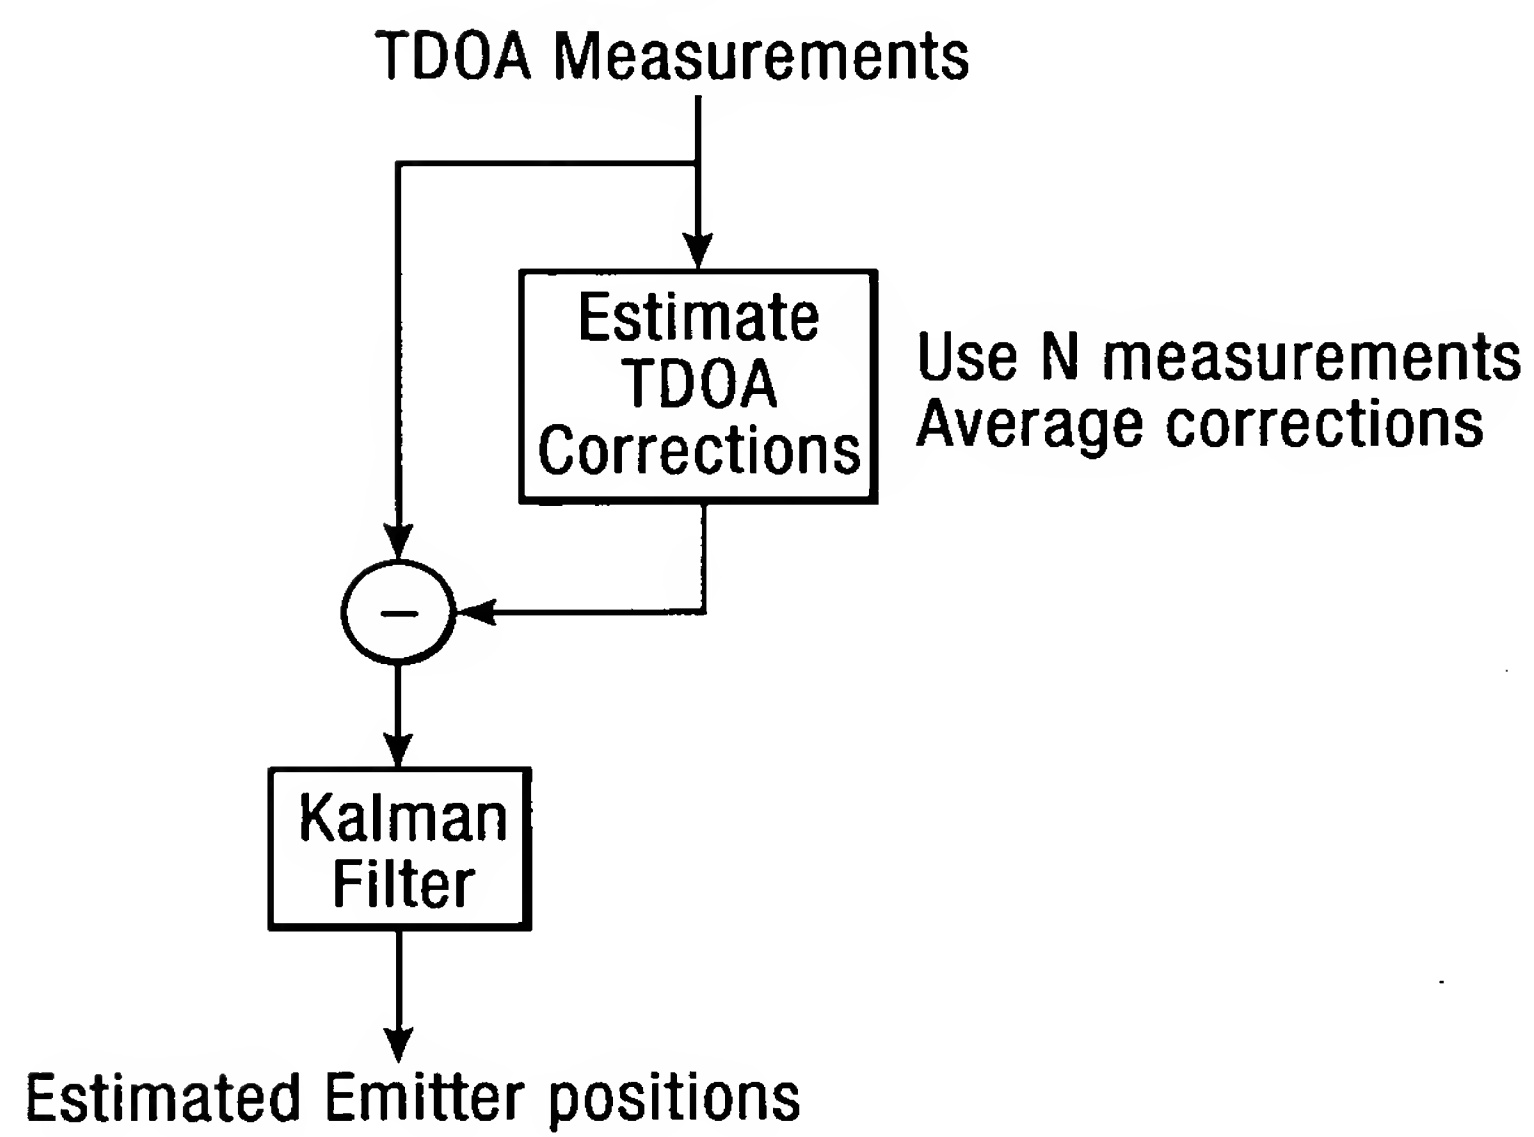 TDOA Measurements
Estimate
TDOA
Corrections
Use N measurements
Average corrections
−
Kalman
Filter
Estimated Emitter positions